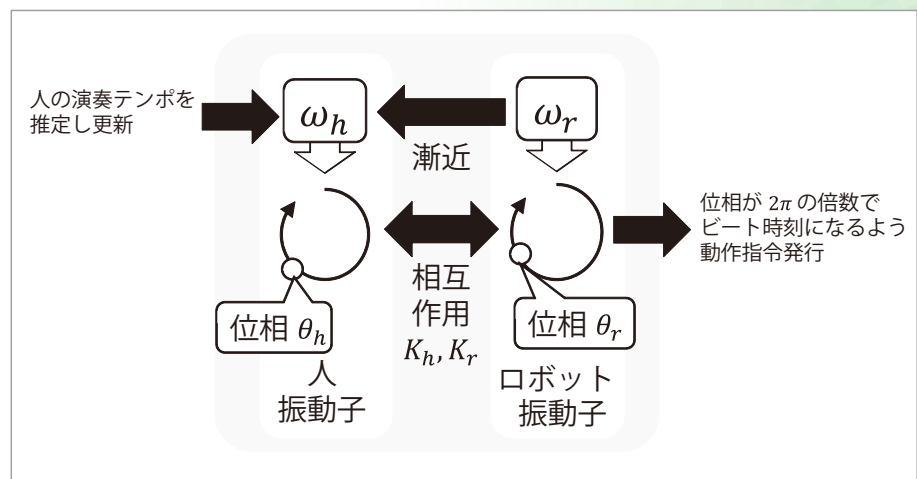 人の演奏テンポを
推定し更新
ω_h
漸近
ω_r
位相が 2π の倍数で
ビート時刻になるよう
動作指令発行
相互
作用
K_h, K_r
位相 θ_h
位相 θ_r
人
振動子
ロボット
振動子